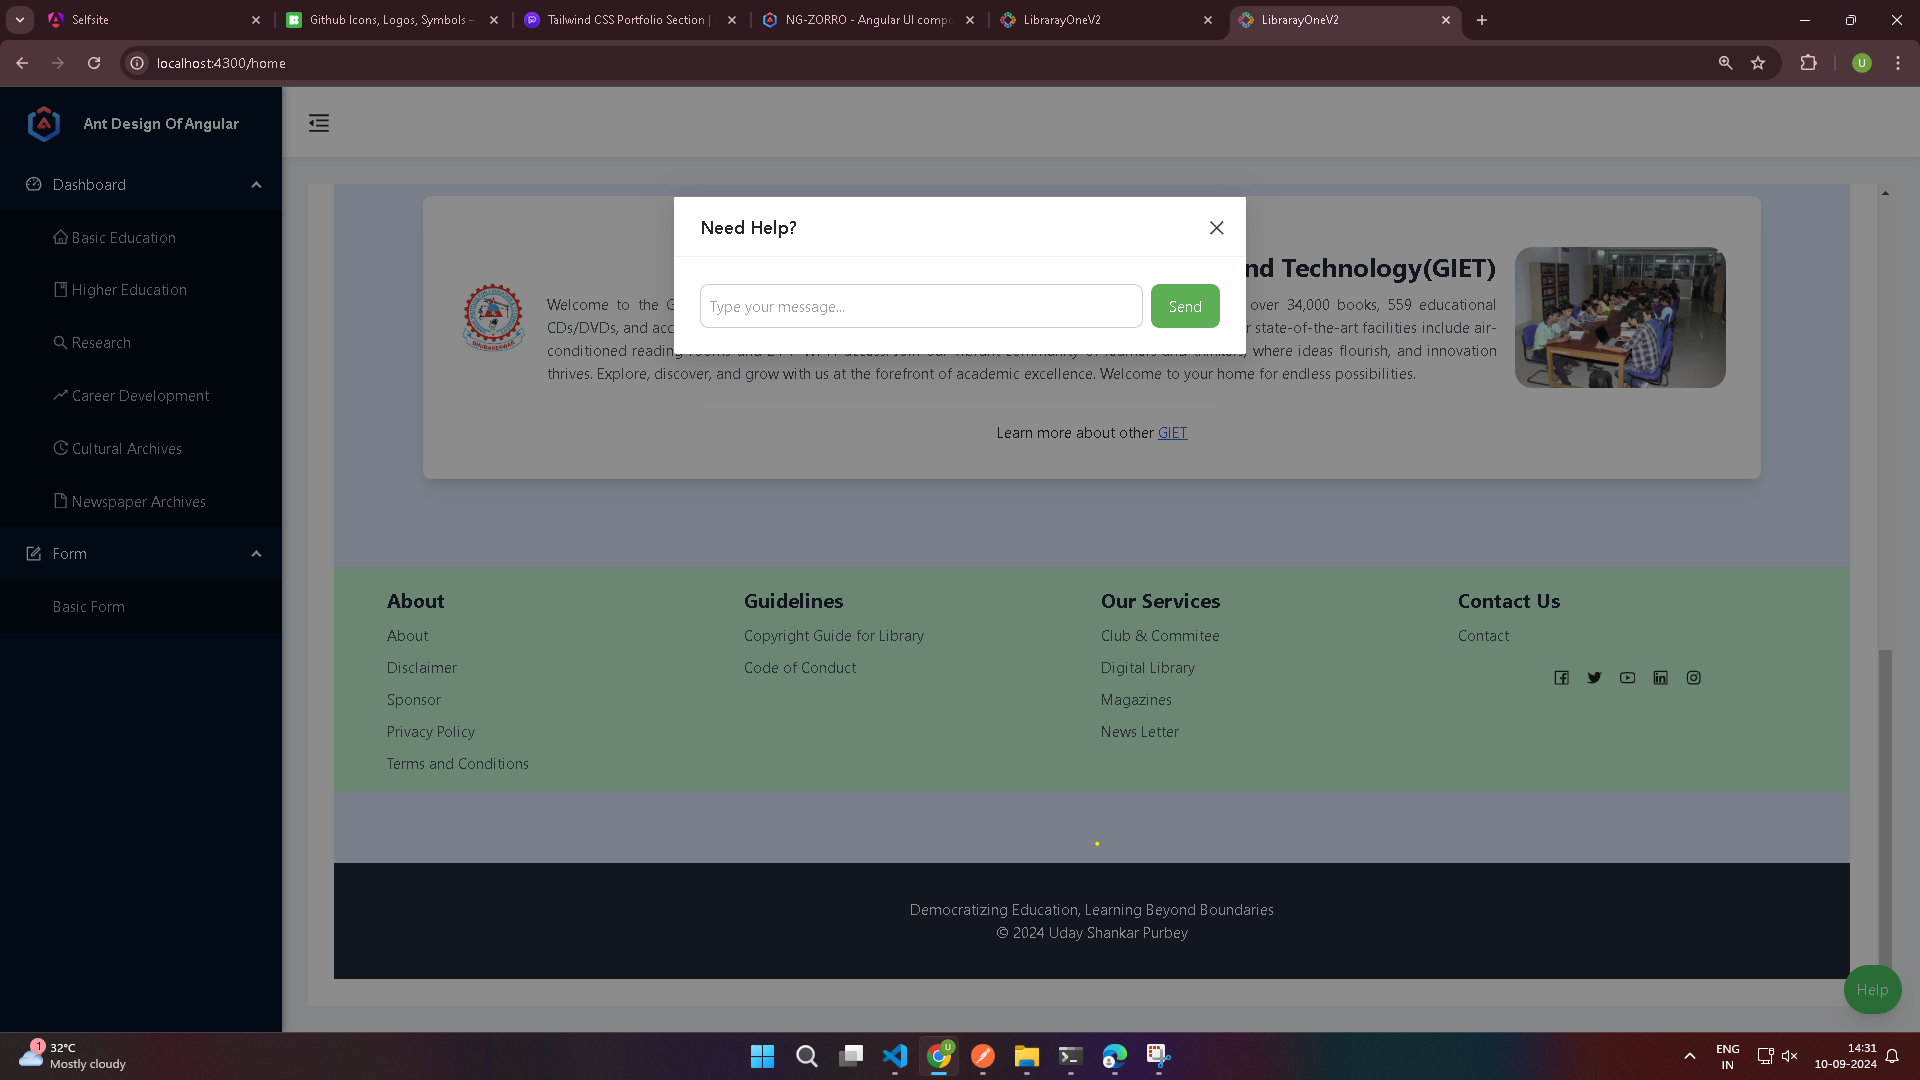 Selfsite
Github Icons, Logos, Symbols –
Tailwind CSS Portfolio Section |
NG-ZORRO - Angular UI compo
LibrarayOneV2
LibrarayOneV2
localhost:4300/home
U
Ant Design Of Angular
Dashboard
Basic Education
Higher Education
Research
Career Development
Cultural Archives
Newspaper Archives
Form
Basic Form
Need Help?
Type your message...
Send
nd Technology(GIET)
Welcome to the G over 34,000 books, 559 educational
CDs/DVDs, and acc r state-of-the-art facilities include air-
conditioned reading where ideas flourish, and innovation
thrives. Explore, discover, and grow with us at the forefront of academic excellence. Welcome to your home for endless possibilities.
BHUBANESWAR
Learn more about other GIET
About
About
Disclaimer
Sponsor
Privacy Policy
Terms and Conditions
Guidelines
Copyright Guide for Library
Code of Conduct
Our Services
Club & Commitee
Digital Library
Magazines
News Letter
Contact Us
Contact
Democratizing Education, Learning Beyond Boundaries
© 2024 Uday Shankar Purbey
Help
1
32°C
Mostly cloudy
U
ENG
IN
14:31
10-09-2024